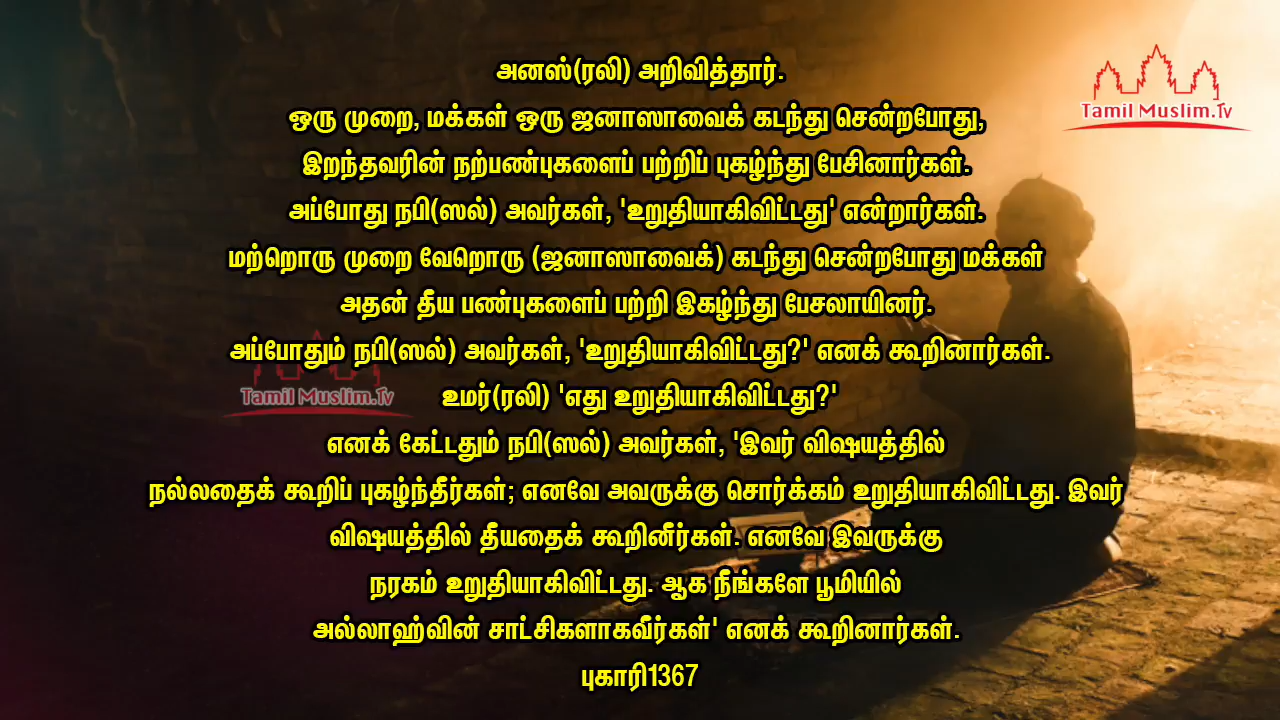 அனஸ்(ரலி) அறிவித்தார்.
ஒரு முறை, மக்கள் ஒரு ஜனாஸாவைக் கடந்து சென்றபோது,
இறந்தவரின் நற்பண்புகளைப் பற்றிப் புகழ்ந்து பேசினார்கள்.
அப்போது நபி(ஸல்) அவர்கள், 'உறுதியாகிவிட்டது' என்றார்கள்.
மற்றொரு முறை வேறொரு (ஜனாஸாவைக்) கடந்து சென்றபோது மக்கள்
அதன் தீய பண்புகளைப் பற்றி இகழ்ந்து பேசலாயினர்.
அப்போதும் நபி(ஸல்) அவர்கள், 'உறுதியாகிவிட்டது?' எனக் கூறினார்கள்.
உமர்(ரலி) 'எது உறுதியாகிவிட்டது?'
எனக் கேட்டதும் நபி(ஸல்) அவர்கள், 'இவர் விஷயத்தில்
நல்லதைக் கூறிப் புகழ்ந்தீர்கள்; எனவே அவருக்கு சொர்க்கம் உறுதியாகிவிட்டது. இவர்
விஷயத்தில் தீயதைக் கூறினீர்கள். எனவே இவருக்கு
நரகம் உறுதியாகிவிட்டது. ஆக நீங்களே பூமியில்
அல்லாஹ்வின் சாட்சிகளாகவீர்கள்' எனக் கூறினார்கள்.
புகாரி1367
Tamil Muslim.Tv
Tamil Muslim.Tv